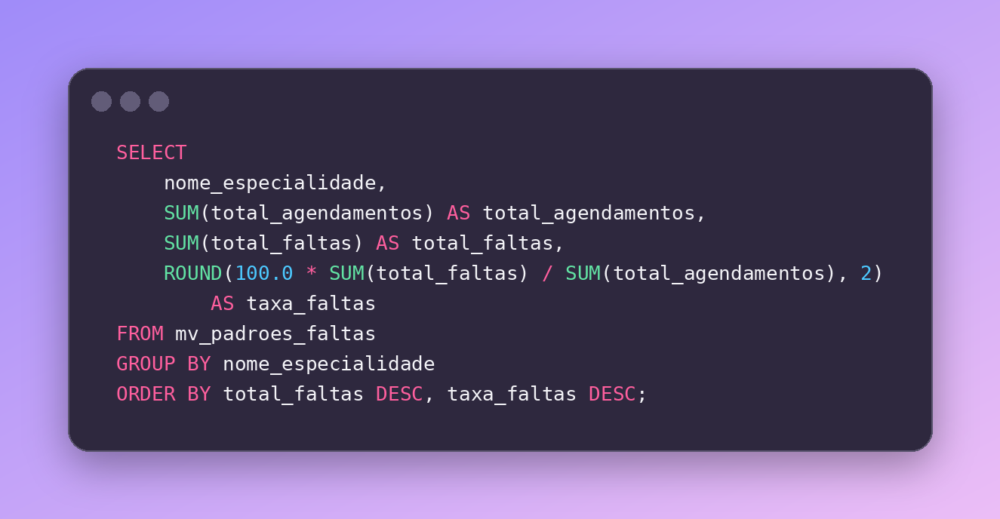 SELECT
    nome_especialidade,
    SUM(total_agendamentos) AS total_agendamentos,
    SUM(total_faltas) AS total_faltas,
    ROUND(100.0 * SUM(total_faltas) / SUM(total_agendamentos), 2)
        AS taxa_faltas
FROM mv_padroes_faltas
GROUP BY nome_especialidade
ORDER BY total_faltas DESC, taxa_faltas DESC;